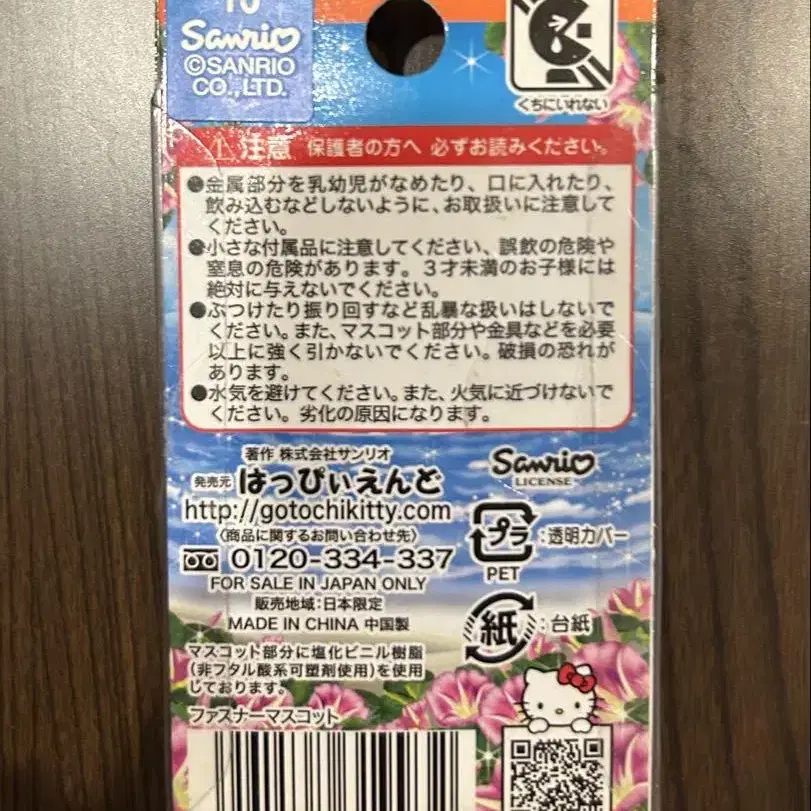 10
Sanrio
©SANRIO
CO.,LTD.
くちにいれない
注意 保護者の方へ 必ずお読みください。
●金属部分を乳幼児がなめたり、口に入れたり、
飲み込むなどしないように、お取扱いに注意して
ください。
●小さな付属品に注意してください、誤飲の危険や
窒息の危険があります。3才未満のお子様には
絶対に与えないでください。
●ぶつけたり振り回すなど乱暴な扱いはしないで
ください。また、マスコット部分や金具などを必要
以上に強く引かないでください。破損の恐れが
あります。
●水気を避けてください。また、火気に近づけないで
ください。劣化の原因になります。
著作 株式会社サンリオ
発売元 はっぴぃえんど
http://gotochikitty.com
〈商品に関するお問い合わせ先〉
0120-334-337
FOR SALE IN JAPAN ONLY
販売地域:日本限定
MADE IN CHINA 中国製
マスコット部分に塩化ビニル樹脂
(非フタル酸系可塑剤使用)を使用
しております。
ファスナーマスコット
Sanrio
LICENSE
プラ:透明カバー
PET
紙:台紙